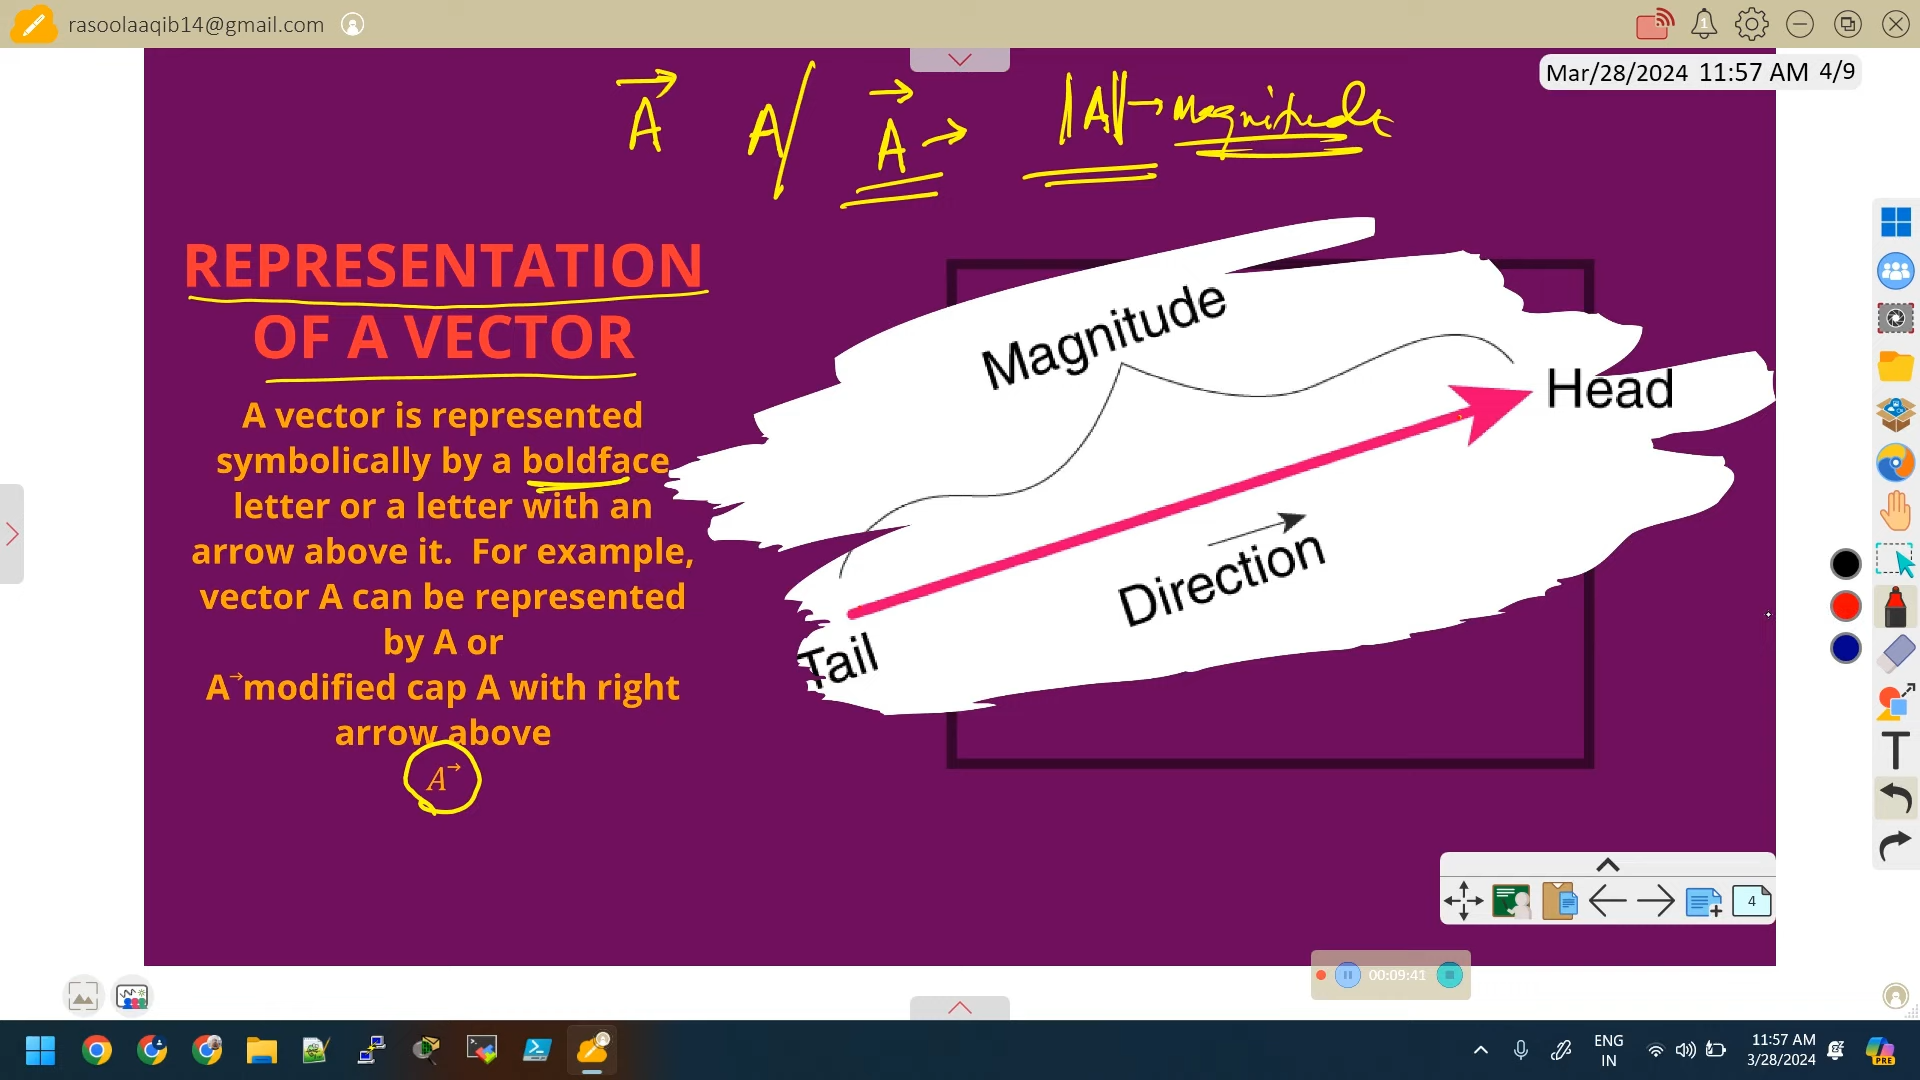 rasoolaaqib14@gmail.com
1
Mar/28/2024 11:57 AM 4/9
A⃗ A A⃗ → |A| → Magnitude
REPRESENTATION
OF A VECTOR
A vector is represented
symbolically by a boldface
letter or a letter with an
arrow above it. For example,
vector A can be represented
by A or
A→modified cap A with right
arrow above
A→
Magnitude
Head
Direction
Tail
T
4
00:09:41
ENG
IN
11:57 AM
3/28/2024
PRE